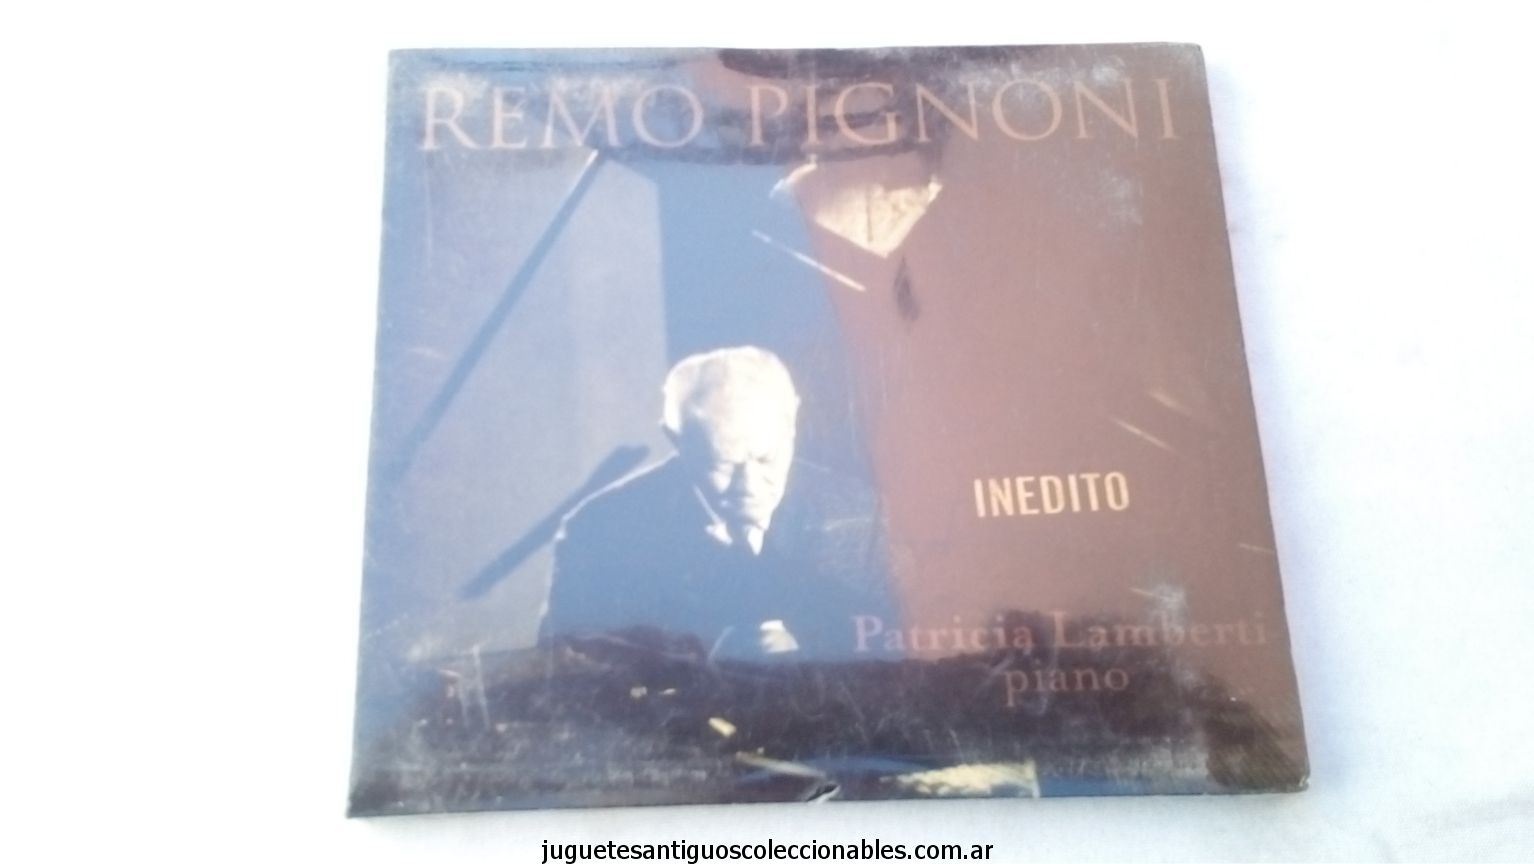 REMO PIGNONI
INEDITO
Patricia Lamberti
piano
juguetesantiguoscoleccionables.com.ar